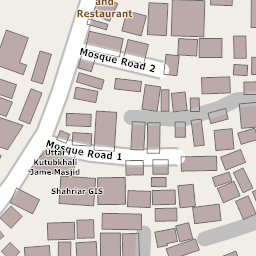 and
Restaurant
Mosque Road 2
Mosque Road 1
Uttar
Kutubkhali
Jame Masjid
Shahriar GIS